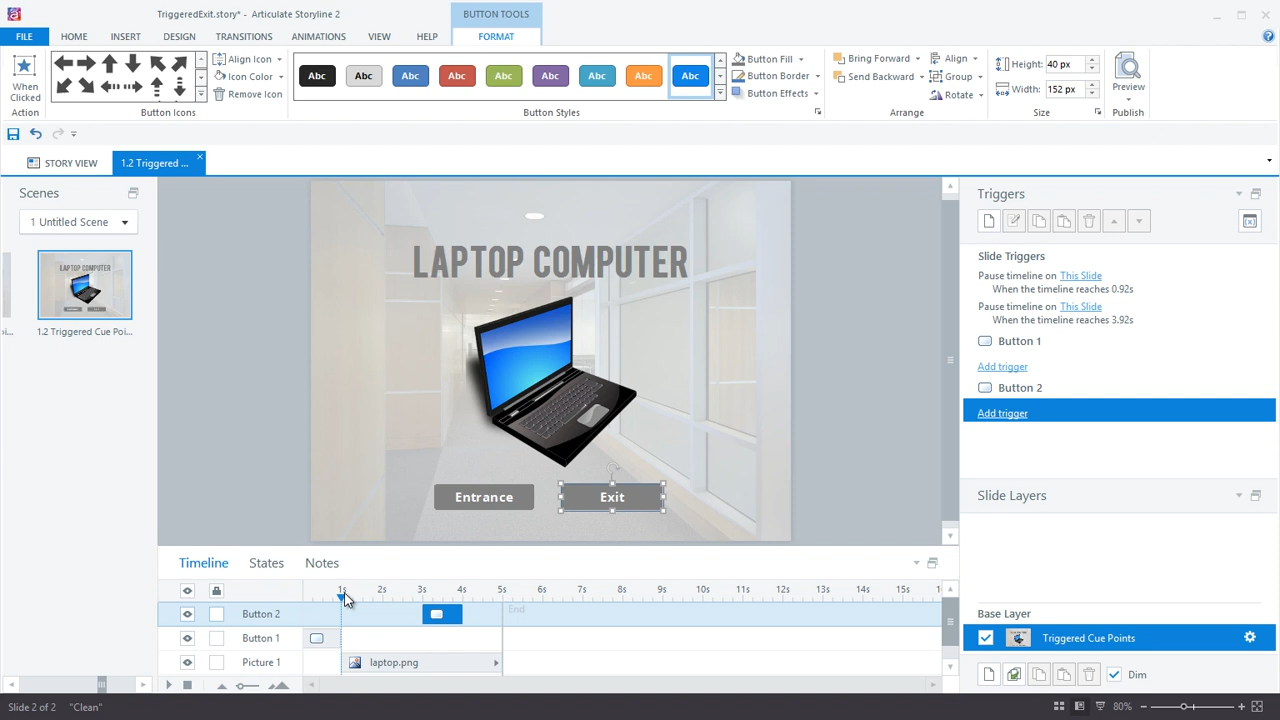 TriggeredExit.story* - Articulate Storyline 2
BUTTON TOOLS
FILE HOME INSERT DESIGN TRANSITIONS ANIMATIONS VIEW HELP FORMAT
When Clicked
Action
Align Icon
Icon Color
Remove Icon
Button Icons
Abc Abc Abc Abc Abc Abc Abc Abc Abc
Button Styles
Button Fill
Button Border
Button Effects
Bring Forward
Send Backward
Align
Group
Rotate
Arrange
Height: 40 px
Width: 152 px
Size
Preview
Publish
STORY VIEW
1.2 Triggered ...
Scenes
1 Untitled Scene
LAPTOP COMPUTER
1.2 Triggered Cue Poin...
LAPTOP COMPUTER
Entrance
Exit
Triggers
Slide Triggers
Pause timeline on This Slide
When the timeline reaches 0.92s
Pause timeline on This Slide
When the timeline reaches 3.92s
Button 1
Add trigger
Button 2
Add trigger
Slide Layers
Base Layer
Triggered Cue Points
Dim
Timeline States Notes
1s 2s 3s 4s 5s 6s 7s 8s 9s 10s 11s 12s 13s 14s 15s
Button 2
End
Button 1
Picture 1
laptop.png
Slide 2 of 2 "Clean"
80%